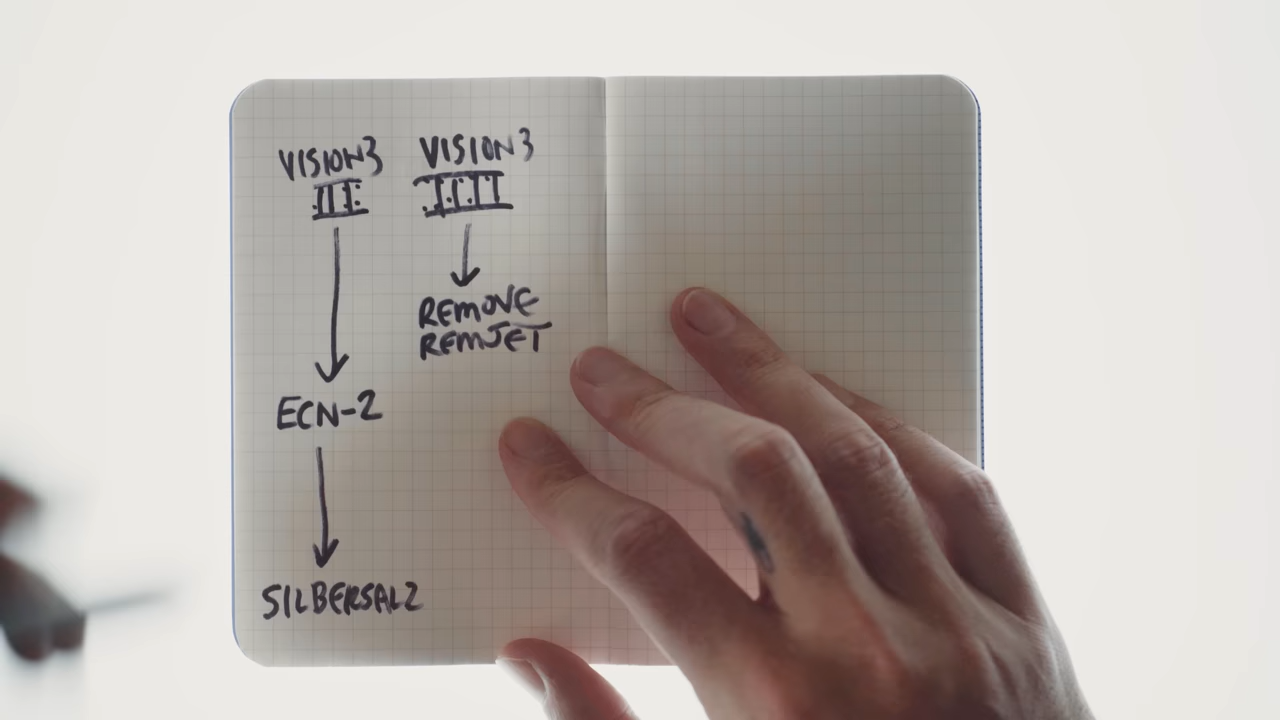 VISION3
ECN-2
SILBERSALZ
VISION3
REMOVE
REMJET